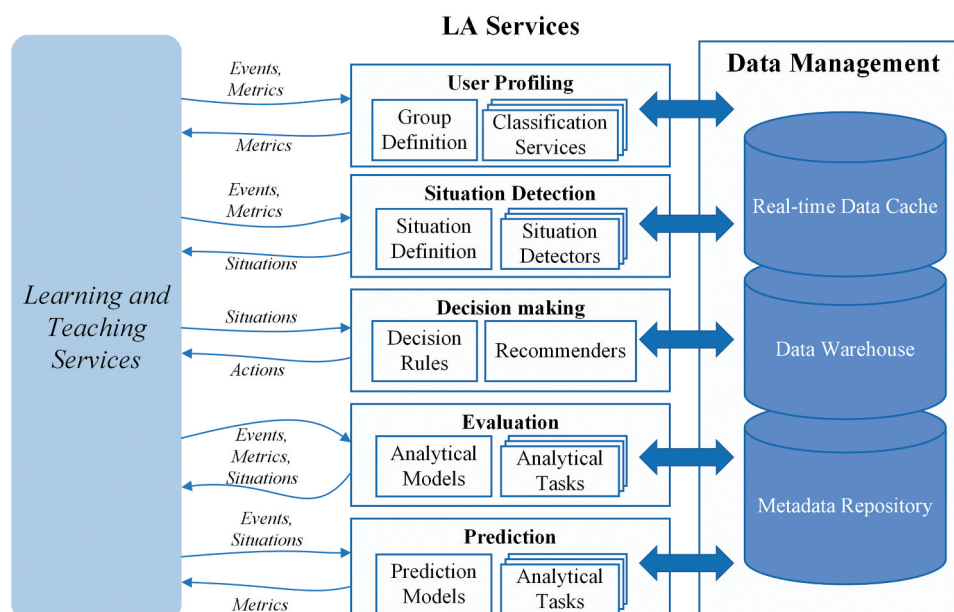 LA Services
Data Management
Learning and
Teaching
Services
Events,
Metrics
Metrics
User Profiling
Group
Definition
Classification
Services
Events,
Metrics
Situations
Situation Detection
Situation
Definition
Situation
Detectors
Situations
Actions
Decision making
Decision
Rules
Recommenders
Events,
Metrics,
Situations
Evaluation
Analytical
Models
Analytical
Tasks
Events,
Situations
Metrics
Prediction
Prediction
Models
Analytical
Tasks
Real-time Data Cache
Data Warehouse
Metadata Repository